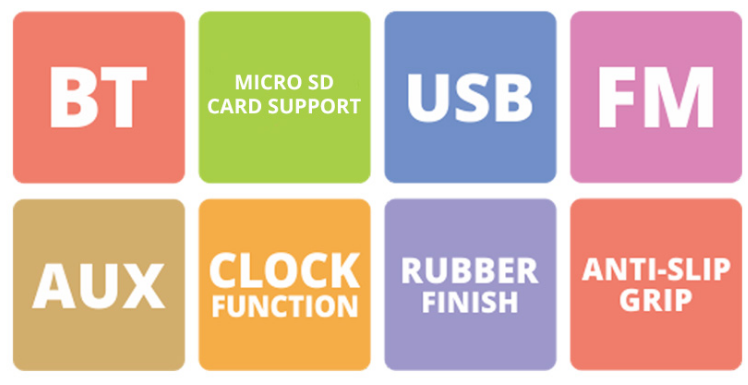 BT
MICRO SD
CARD SUPPORT
USB
FM
AUX
CLOCK
FUNCTION
RUBBER
FINISH
ANTI-SLIP
GRIP